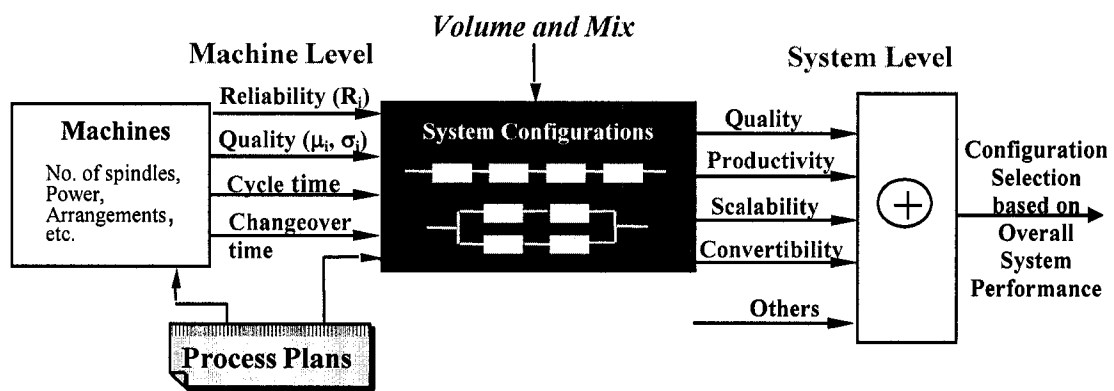 Volume and Mix
Machine Level
System Level
Machines
No. of spindles,
Power,
Arrangements,
etc.
Reliability (Rᵢ)
Quality (μᵢ, σᵢ)
Cycle time
Changeover
time
System Configurations
Quality
Productivity
Scalability
Convertibility
Others
+
Configuration
Selection
based on
Overall
System
Performance
Process Plans